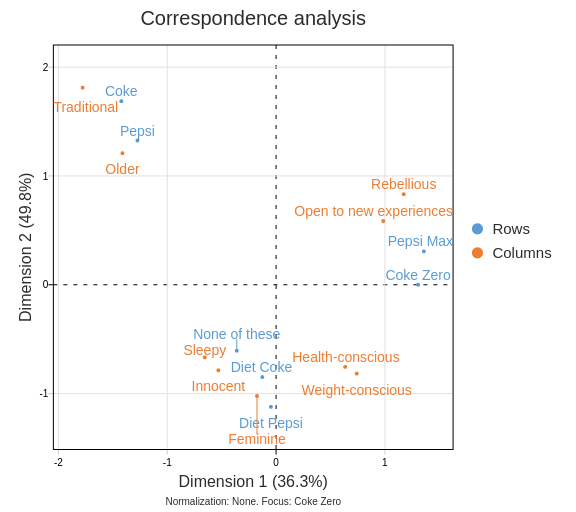 Correspondence analysis
2
Coke
Traditional
Pepsi
Older
1
Rebellious
Open to new experiences
Pepsi Max
Coke Zero
0
Rows
Columns
None of these
Sleepy
Health-conscious
Diet Coke
Innocent
Weight-conscious
-1
Diet Pepsi
Feminine
Dimension 2 (49.8%)
-2 -1 0 1
Dimension 1 (36.3%)
Normalization: None. Focus: Coke Zero